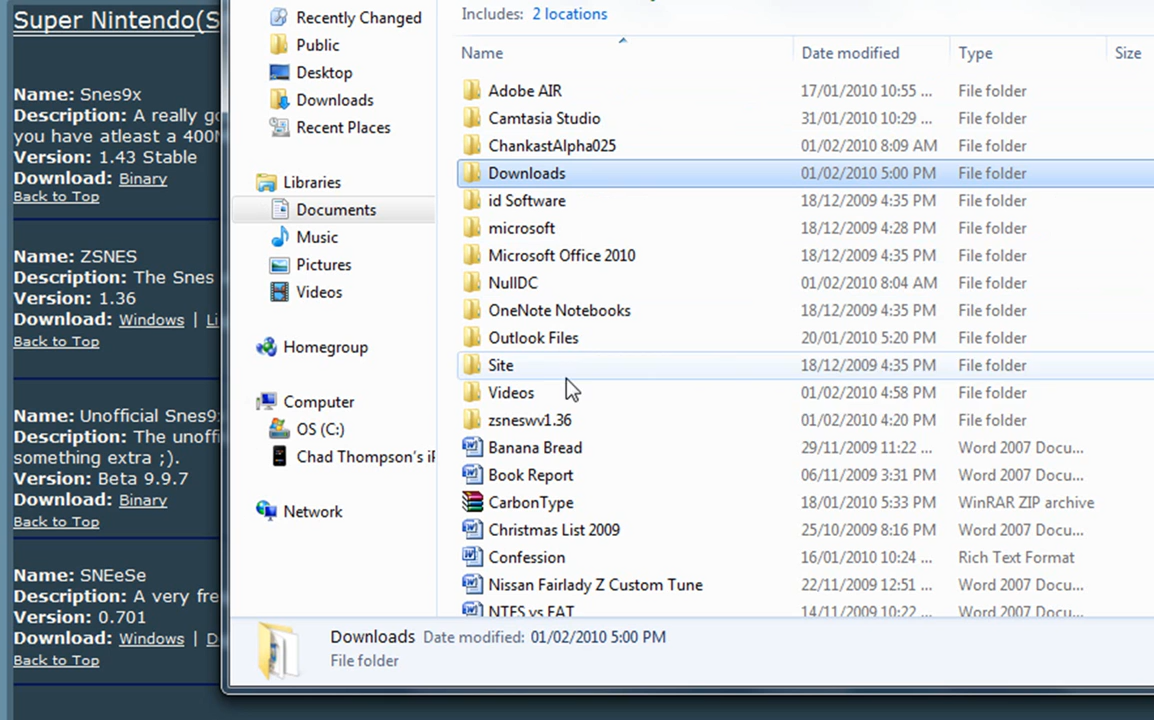 Super Nintendo(S
Name: Snes9x
Description: A really go
you have atleast a 400M
Version: 1.43 Stable
Download: Binary
Back to Top
Name: ZSNES
Description: The Snes
Version: 1.36
Download: Windows | Li
Back to Top
Name: Unofficial Snes9x
Description: The unoffi
something extra ;).
Version: Beta 9.9.7
Download: Binary
Back to Top
Name: SNEeSe
Description: A very fre
Version: 0.701
Download: Windows | D
Back to Top
Recently Changed
Public
Desktop
Downloads
Recent Places
Libraries
Documents
Music
Pictures
Videos
Homegroup
Computer
OS (C:)
Chad Thompson's iP
Network
Includes: 2 locations
Name Date modified Type Size
Adobe AIR 17/01/2010 10:55 ... File folder
Camtasia Studio 31/01/2010 10:29 ... File folder
ChankastAlpha025 01/02/2010 8:09 AM File folder
Downloads 01/02/2010 5:00 PM File folder
id Software 18/12/2009 4:35 PM File folder
microsoft 18/12/2009 4:28 PM File folder
Microsoft Office 2010 18/12/2009 4:35 PM File folder
NullDC 01/02/2010 8:04 AM File folder
OneNote Notebooks 18/12/2009 4:35 PM File folder
Outlook Files 20/01/2010 5:20 PM File folder
Site 18/12/2009 4:35 PM File folder
Videos 01/02/2010 4:58 PM File folder
zsneswv1.36 01/02/2010 4:20 PM File folder
Banana Bread 29/11/2009 11:22 ... Word 2007 Docu...
Book Report 06/11/2009 3:31 PM Word 2007 Docu...
CarbonType 18/01/2010 5:33 PM WinRAR ZIP archive
Christmas List 2009 25/10/2009 8:16 PM Word 2007 Docu...
Confession 16/01/2010 10:24 ... Rich Text Format
Nissan Fairlady Z Custom Tune 22/11/2009 12:51 ... Word 2007 Docu...
NTFS vs FAT 14/11/2009 10:22 ... Word 2007 Docu...
Downloads Date modified: 01/02/2010 5:00 PM
File folder